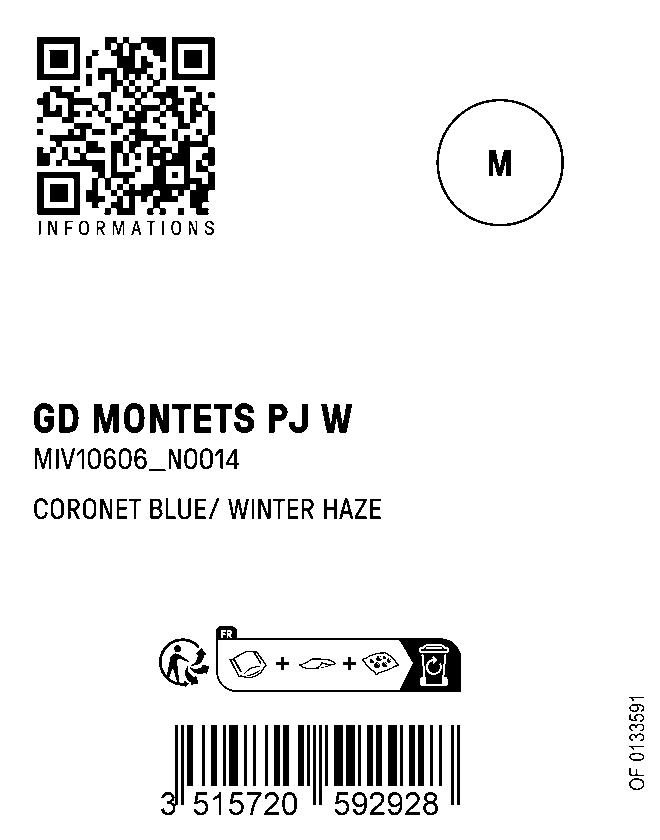 INFORMATIONS
M
GD MONTETS PJ W
MIV10606_N0014
CORONET BLUE/ WINTER HAZE
FR
3 515720 592928
OF 0133591